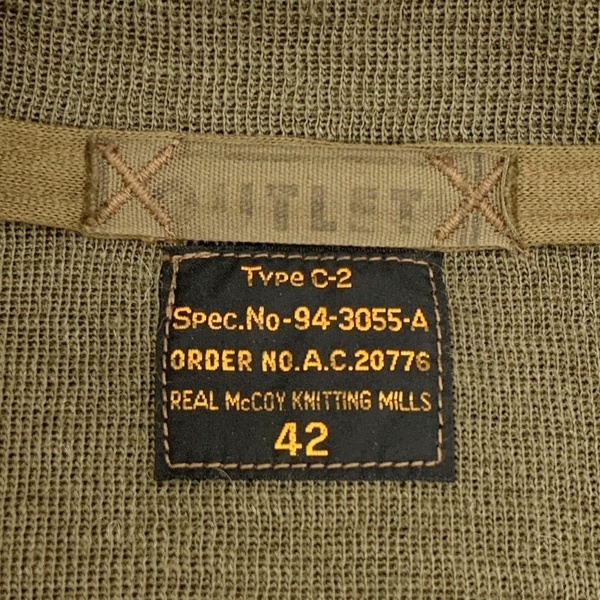 OUTLET
Type C-2
Spec.No-94-3055-A
ORDER NO.A.C.20776
REAL McCOY KNITTING MILLS
42